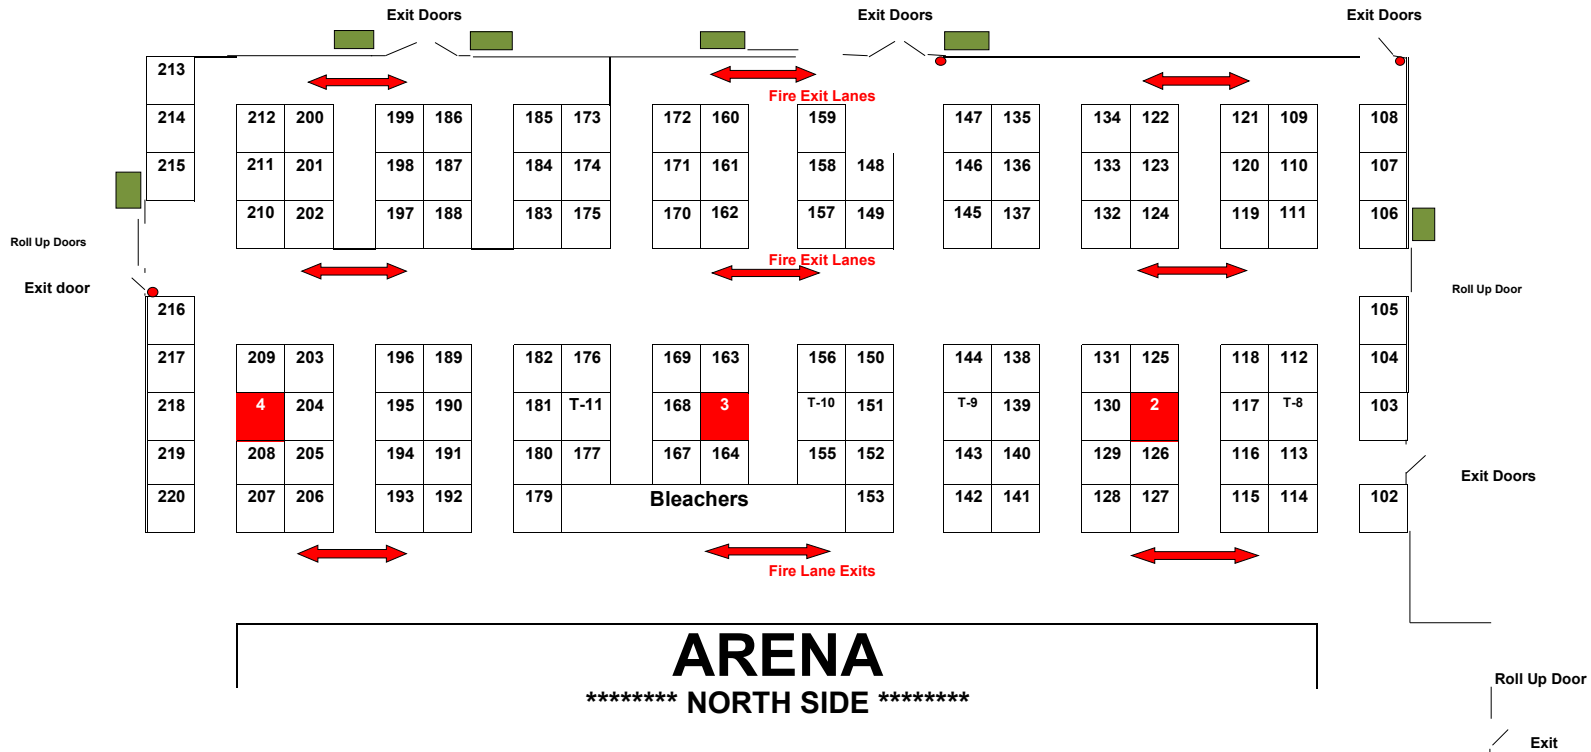 Exit Doors Exit Doors Exit Doors
213
Fire Exit Lanes
214 212 200 199 186 185 173 172 160 159 147 135 134 122 121 109 108
215 211 201 198 187 184 174 171 161 158 148 146 136 133 123 120 110 107
210 202 197 188 183 175 170 162 157 149 145 137 132 124 119 111 106
Roll Up Doors
Fire Exit Lanes
Exit door Roll Up Door
216 105
217 209 203 196 189 182 176 169 163 156 150 144 138 131 125 118 112 104
218 4 204 195 190 181 T-11 168 3 T-10 151 T-9 139 130 2 117 T-8 103
219 208 205 194 191 180 177 167 164 155 152 143 140 129 126 116 113
Exit Doors
220 207 206 193 192 179 Bleachers 153 142 141 128 127 115 114 102
Fire Lane Exits
ARENA
******** NORTH SIDE ********
Roll Up Door
Exit